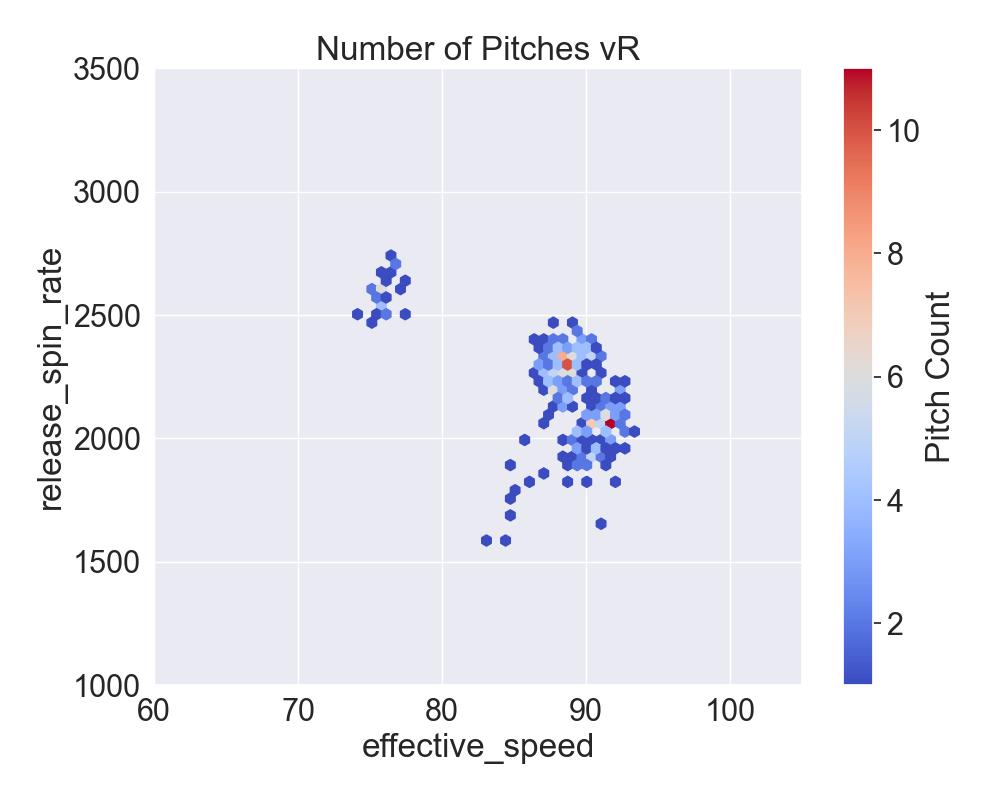 Number of Pitches vR
3500
3000
2500
2000
1500
1000
release_spin_rate
60 70 80 90 100
effective_speed
10
8
6
4
2
Pitch Count